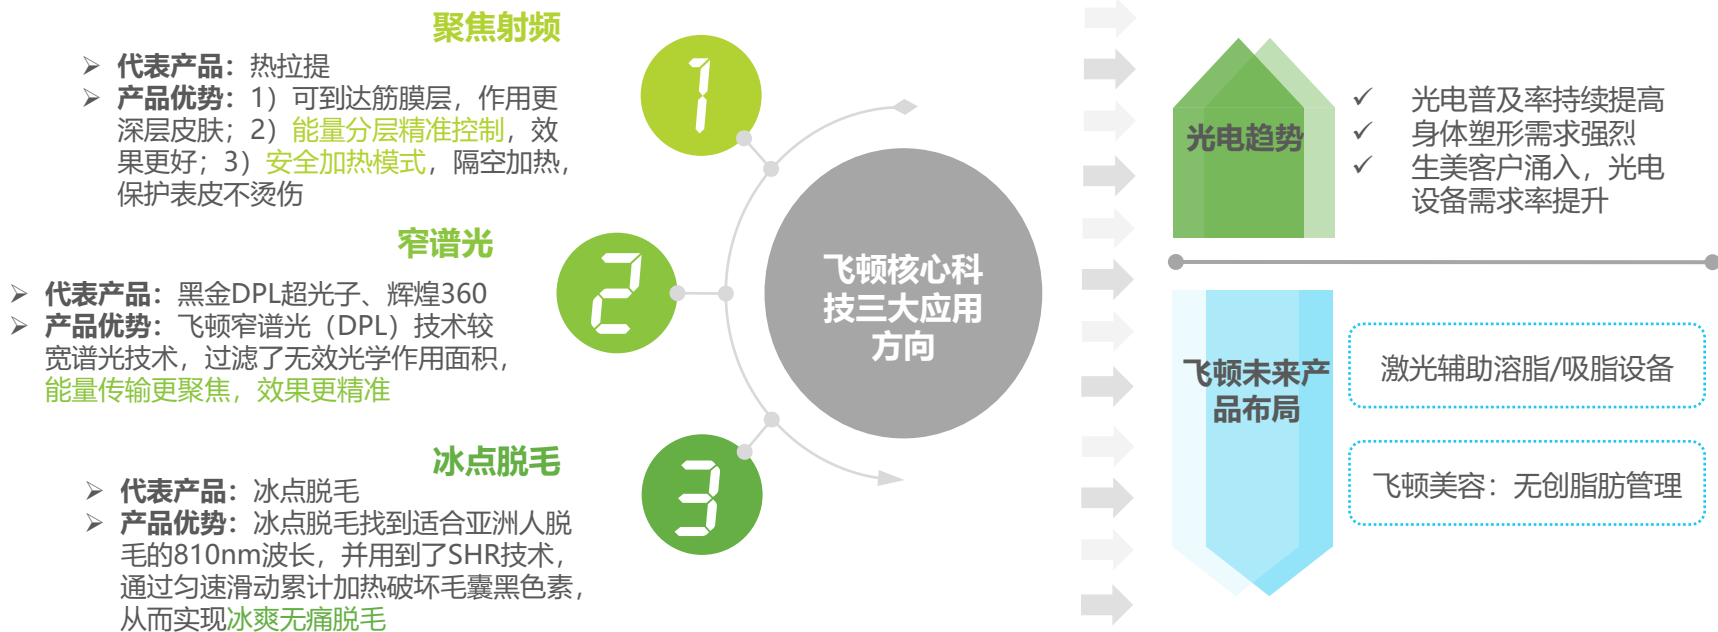 聚焦射频
➢ 代表产品：热拉提
➢ 产品优势：1）可到达筋膜层，作用更
深层皮肤；2）能量分层精准控制，效
果更好；3）安全加热模式，隔空加热，
保护表皮不烫伤
1
窄谱光
➢ 代表产品：黑金DPL超光子、辉煌360
➢ 产品优势：飞顿窄谱光（DPL）技术较
宽谱光技术，过滤了无效光学作用面积，
能量传输更聚焦，效果更精准
2
冰点脱毛
➢ 代表产品：冰点脱毛
➢ 产品优势：冰点脱毛找到适合亚洲人脱
毛的810nm波长，并用到了SHR技术，
通过匀速滑动累计加热破坏毛囊黑色素，
从而实现冰爽无痛脱毛
3
飞顿核心科
技三大应用
方向
光电趋势
✓ 光电普及率持续提高
✓ 身体塑形需求强烈
✓ 生美客户涌入，光电
设备需求率提升
飞顿未来产
品布局
激光辅助溶脂/吸脂设备
飞顿美容：无创脂肪管理